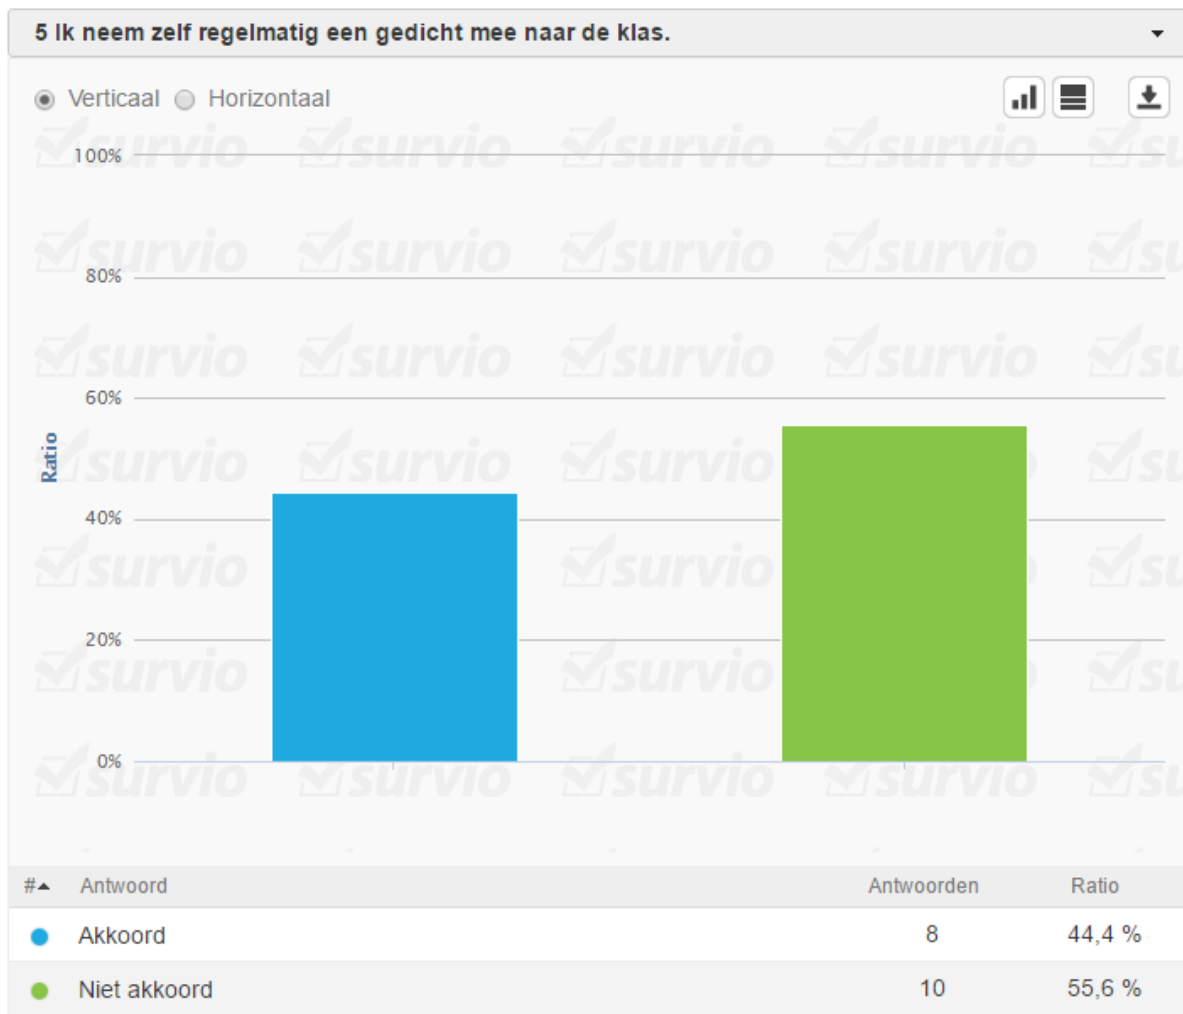 5 Ik neem zelf regelmatig een gedicht mee naar de klas.
Verticaal Horizontaal
100%
80%
60%
40%
20%
0%
Ratio
survio
# Antwoord Antwoorden Ratio
Akkoord 8 44,4 %
Niet akkoord 10 55,6 %